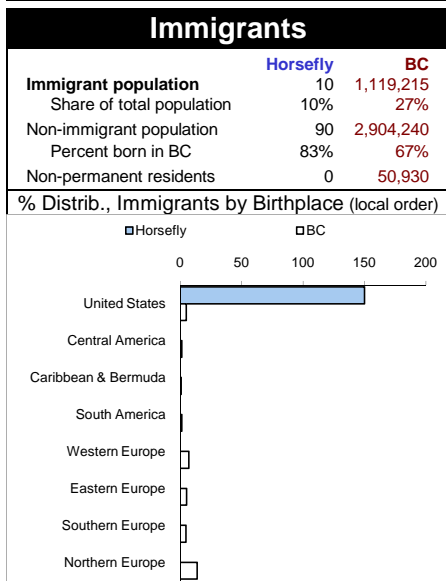 Immigrants
Horsefly BC
Immigrant population 10 1,119,215
Share of total population 10% 27%
Non-immigrant population 90 2,904,240
Percent born in BC 83% 67%
Non-permanent residents 0 50,930
% Distrib., Immigrants by Birthplace (local order)
Horsefly BC
0 50 100 150 200
United States
Central America
Caribbean & Bermuda
South America
Western Europe
Eastern Europe
Southern Europe
Northern Europe